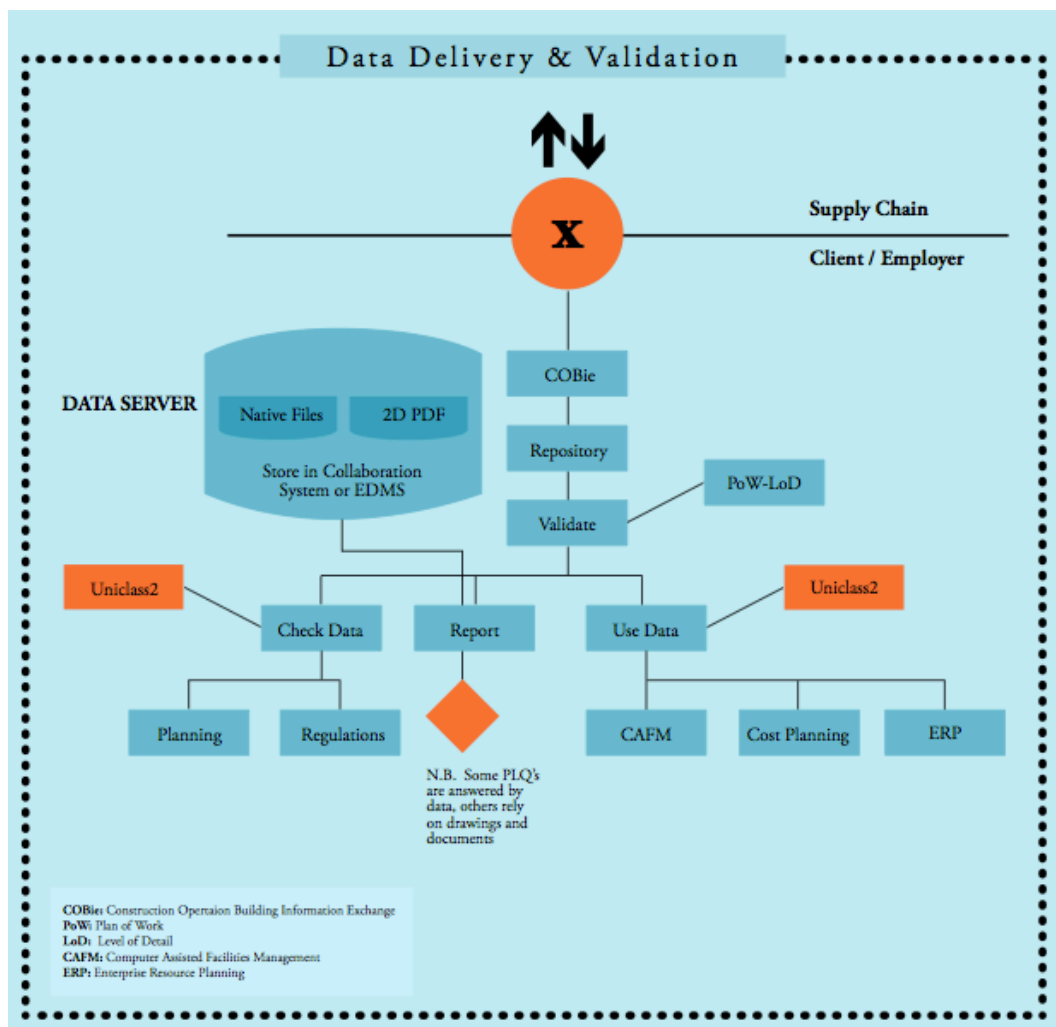 Data Delivery & Validation
X
Supply Chain
Client / Employer
DATA SERVER
Native Files
2D PDF
Store in Collaboration
System or EDMS
COBie
Repository
Validate
PoW-LoD
Uniclass2
Uniclass2
Check Data
Report
Use Data
Planning
Regulations
CAFM
Cost Planning
ERP
N.B. Some PLQ's
are answered by
data, others rely
on drawings and
documents
COBie: Construction Opertaion Building Information Exchange
PoW: Plan of Work
LoD: Level of Detail
CAFM: Computer Assisted Facilities Management
ERP: Enterprise Resource Planning